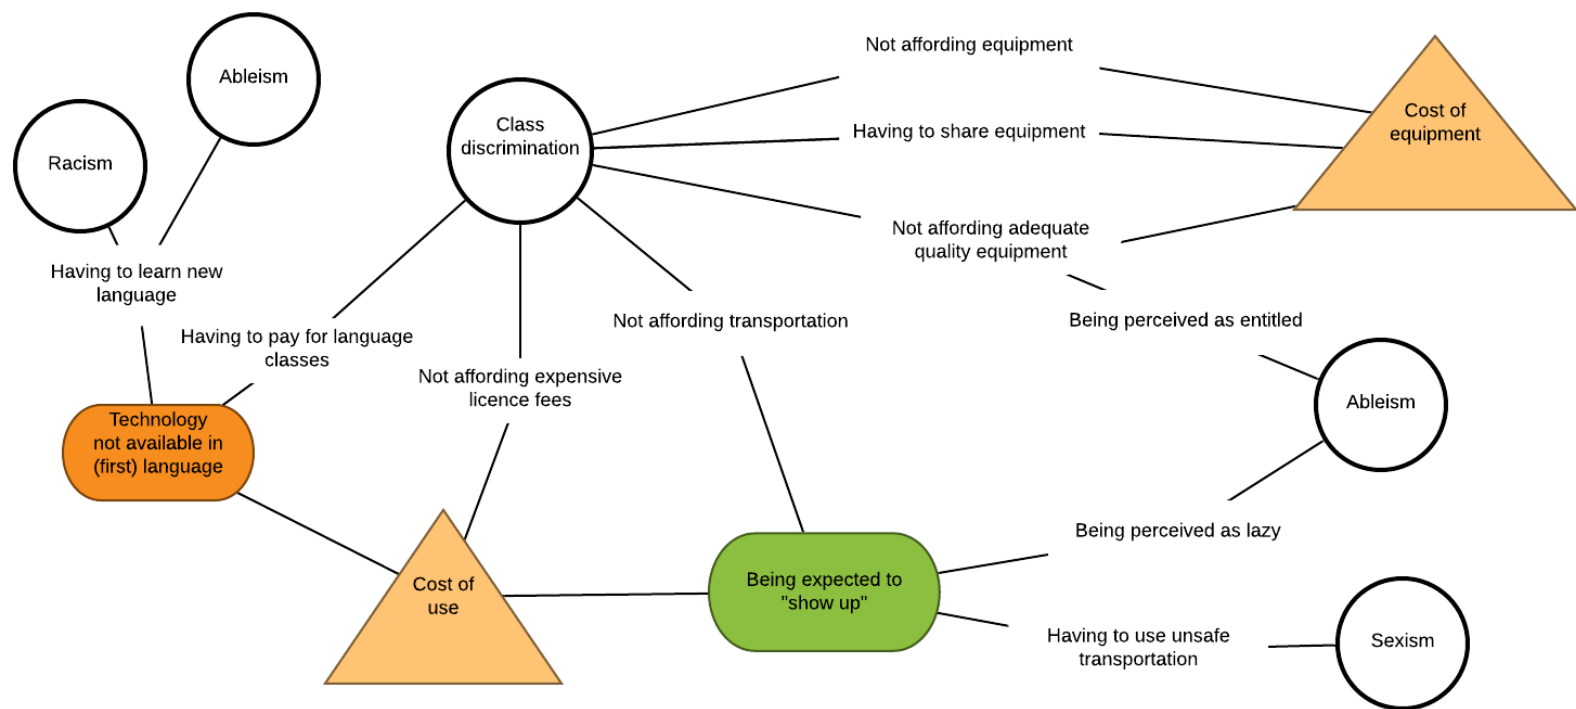 Ableism
Racism
Class
discrimination
Not affording equipment
Having to share equipment
Cost of
equipment
Not affording adequate
quality equipment
Having to learn new
language
Having to pay for language
classes
Not affording expensive
licence fees
Not affording transportation
Being perceived as entitled
Ableism
Technology
not available in
(first) language
Cost of
use
Being expected to
"show up"
Being perceived as lazy
Having to use unsafe
transportation
Sexism